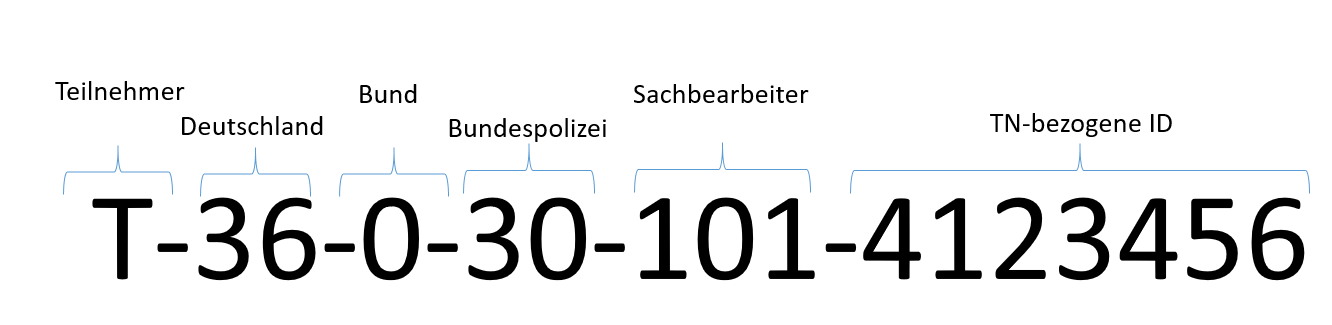 Teilnehmer
Deutschland
Bund
Bundespolizei
Sachbearbeiter
TN-bezogene ID
T-36-0-30-101-4123456